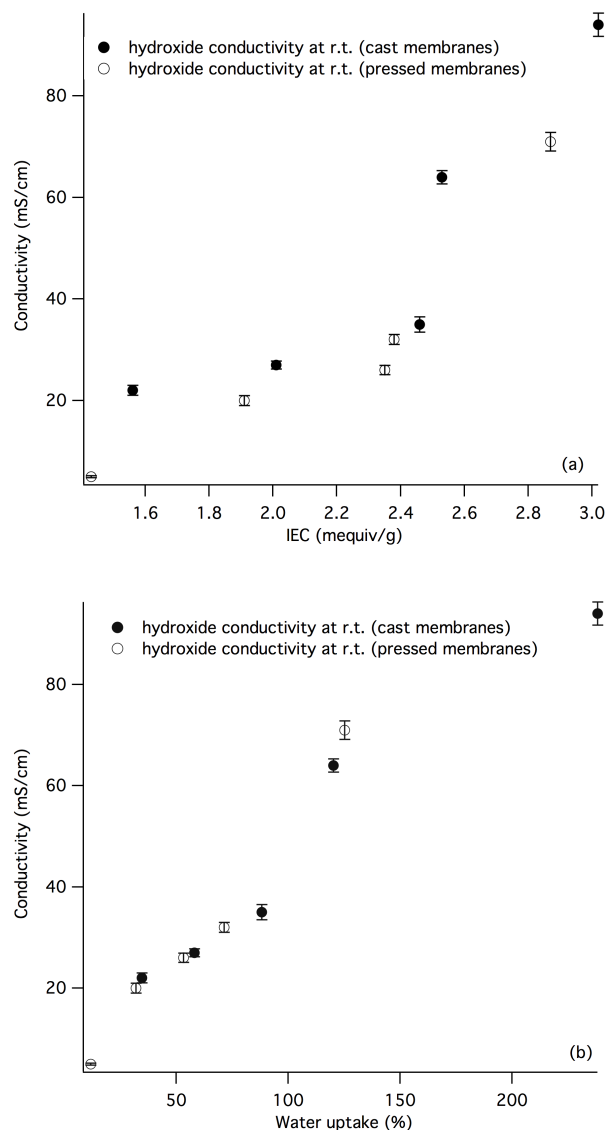 hydroxide conductivity at r.t. (cast membranes)
hydroxide conductivity at r.t. (pressed membranes)
80
60
40
20
Conductivity (mS/cm)
(a)
1.6 1.8 2.0 2.2 2.4 2.6 2.8 3.0
IEC (mequiv/g)
hydroxide conductivity at r.t. (cast membranes)
hydroxide conductivity at r.t. (pressed membranes)
80
60
40
20
Conductivity (mS/cm)
(b)
50 100 150 200
Water uptake (%)